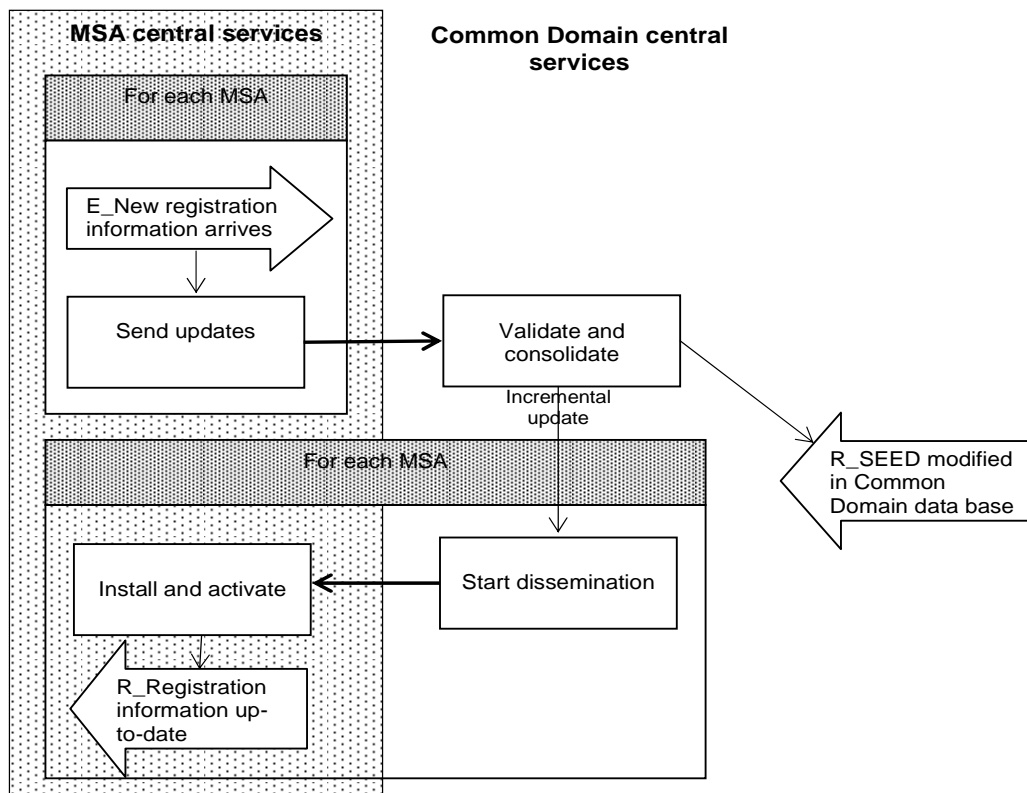 MSA central services
Common Domain central
services
For each MSA
E_New registration
information arrives
Send updates
Validate and
consolidate
Incremental
update
R_SEED modified
in Common
Domain data base
For each MSA
Install and activate
Start dissemination
R_Registration
information up-
to-date